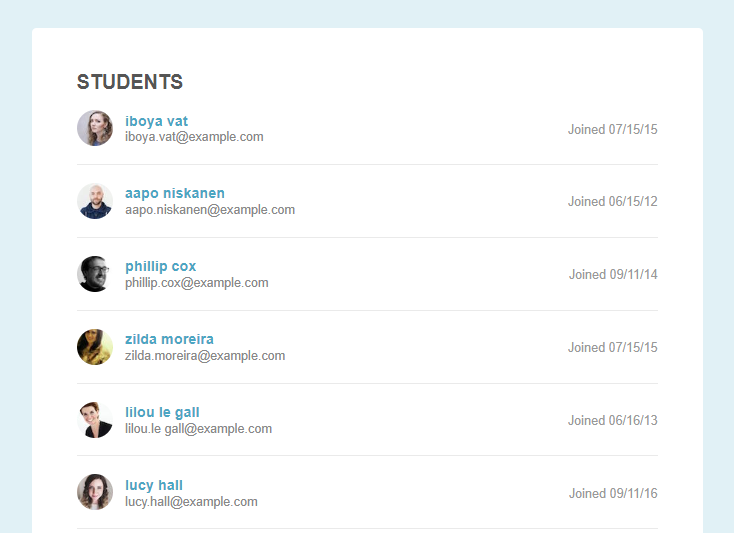 STUDENTS
iboya vat
iboya.vat@example.com
Joined 07/15/15
aapo niskanen
aapo.niskanen@example.com
Joined 06/15/12
phillip cox
phillip.cox@example.com
Joined 09/11/14
zilda moreira
zilda.moreira@example.com
Joined 07/15/15
lilou le gall
lilou.le gall@example.com
Joined 06/16/13
lucy hall
lucy.hall@example.com
Joined 09/11/16